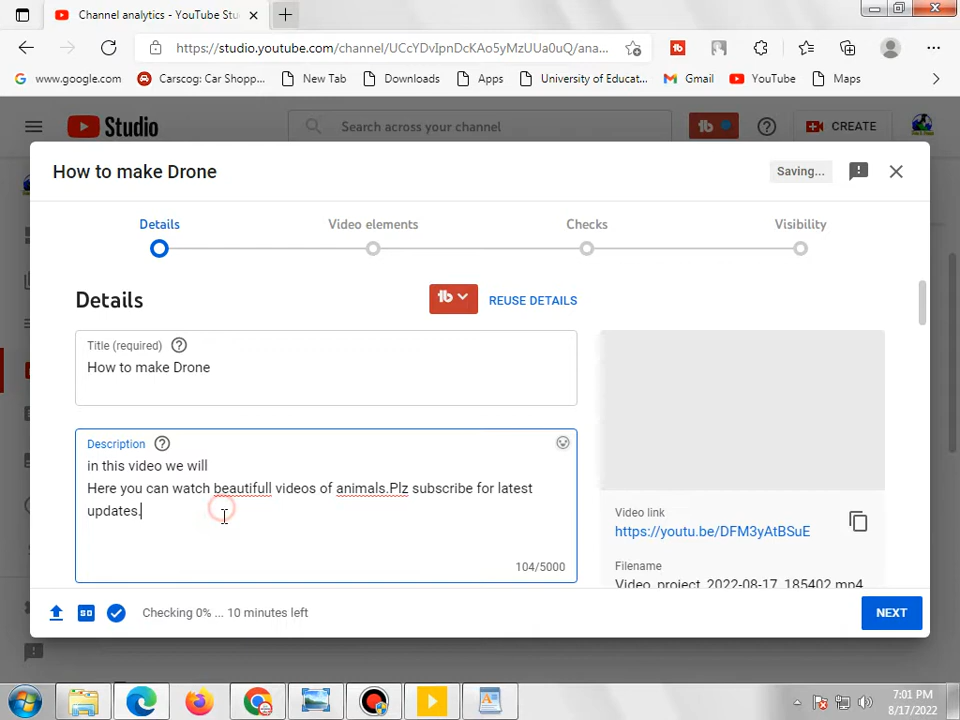 Channel analytics - YouTube Stu
https://studio.youtube.com/channel/UCcYDvIpnDcKAo5yMzUUa0uQ/ana...
www.google.com
Carscog: Car Shopp...
New Tab
Downloads
Apps
University of Educat...
Gmail
YouTube
Maps
Studio
Search across your channel
tb
CREATE
How to make Drone
Saving...
Details
Video elements
Checks
Visibility
Details
tb
REUSE DETAILS
Title (required)
How to make Drone
Description
in this video we will
Here you can watch beautifull videos of animals.Plz subscribe for latest
updates.
104/5000
Video link
https://youtu.be/DFM3yAtBSuE
Filename
Video_project_2022-08-17_185402.mp4
SD
Checking 0% ... 10 minutes left
NEXT
7:01 PM
8/17/2022